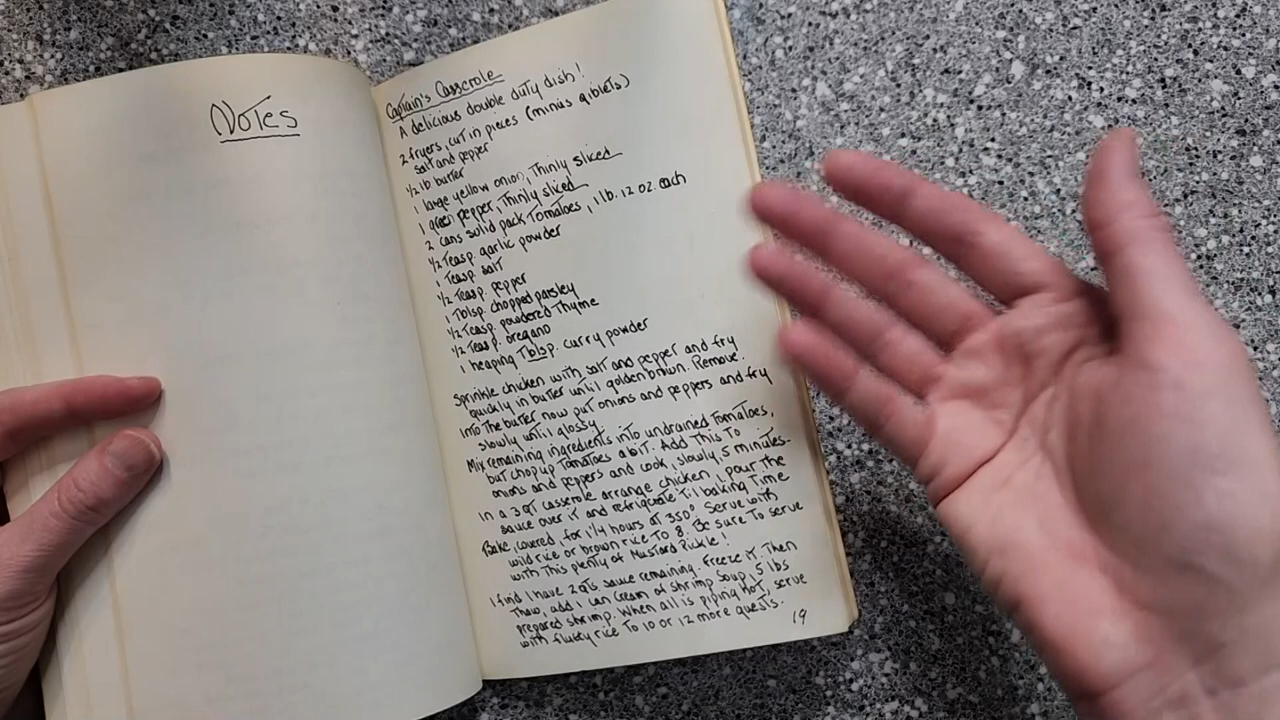 Notes
Captain's Casserole
A delicious double duty dish!
2 fryers, cut in pieces (minus giblets)
salt and pepper
1/2 lb. butter
1 large yellow onion, Thinly sliced
1 green pepper, Thinly sliced
2 cans solid pack Tomatoes, 1 lb. 12 oz. each
1/2 Teasp. garlic powder
1 Teasp. salt
1/2 Teasp. pepper
1 Tblsp. chopped parsley
1/2 Teasp. powdered Thyme
1/2 Teasp. oregano
1 heaping Tblsp. curry powder
Sprinkle chicken with salt and pepper and fry
quickly in butter until golden brown. Remove.
Into The butter now put onions and peppers and fry
slowly until glossy.
Mix remaining ingredients into undrained Tomatoes,
but chop up Tomatoes a bit. Add This To
onions and peppers and cook, slowly, 5 minutes.
In a 3 qt casserole arrange chicken, pour the
sauce over it and refrigerate 'Til baking Time
Bake, covered, for 1 1/4 hours at 350°. Serve with
wild rice or brown rice To 8. Be sure To serve
with This plenty of Mustard Pickle!
I find I have 2 qts sauce remaining. Freeze it. Then
Thaw, add 1 can cream of shrimp soup, 5 lbs
prepared shrimp. When all is piping hot, serve
with fluffy rice To 10 or 12 more guests.
19